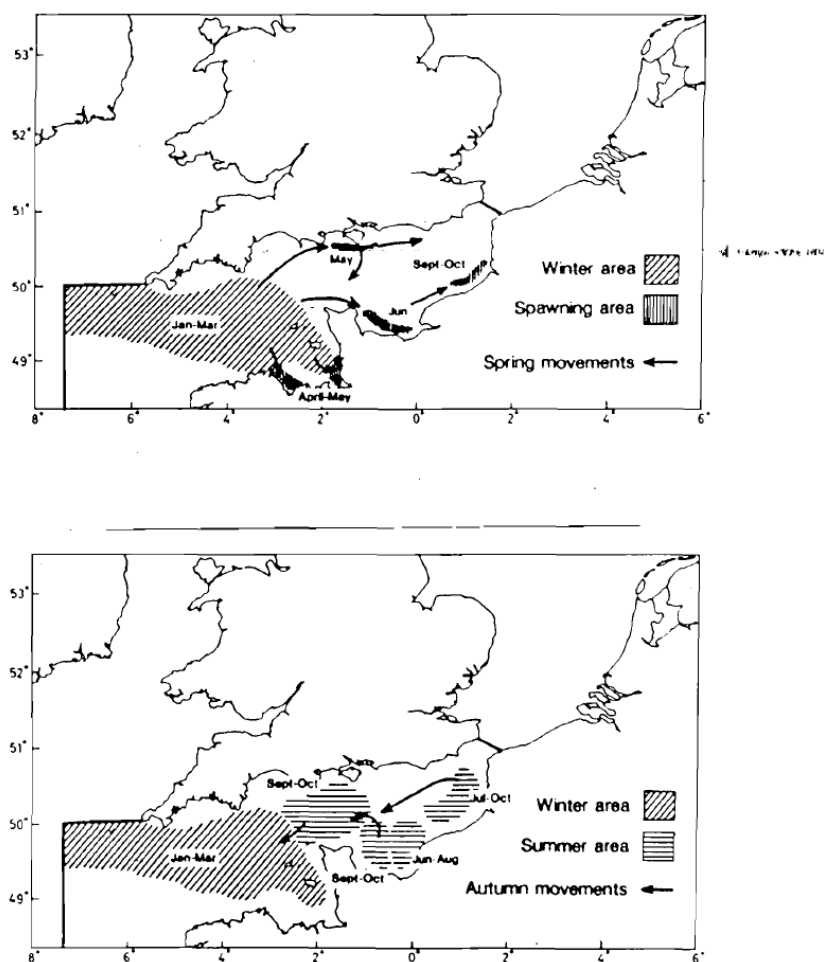 53°
52°
51°
50°
49°
May
Sept-Oct
Jun
Jan-Mar
April-May
Winter area
Spawning area
Spring movements
8° 6° 4° 2° 0° 2° 4° 6°
53°
52°
51°
50°
49°
Sept-Oct
Jul-Oct
Jan-Mar
Jun-Aug
Sept-Oct
Winter area
Summer area
Autumn movements
8° 6° 4° 2° 0° 2° 4° 6°